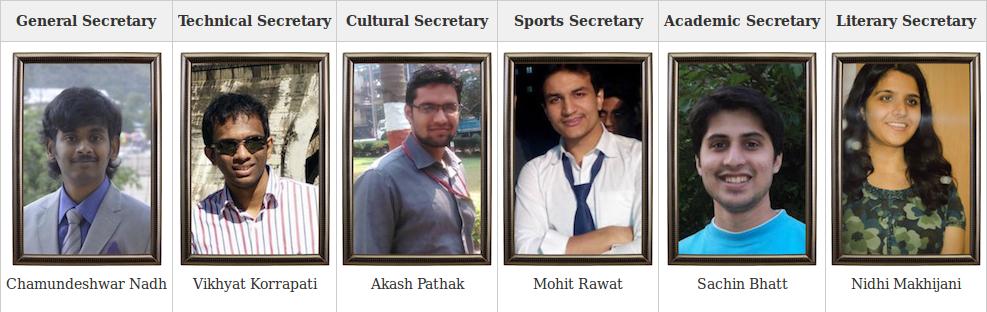 General Secretary Technical Secretary Cultural Secretary Sports Secretary Academic Secretary Literary Secretary
Chamundeshwar Nadh Vikhyat Korrapati Akash Pathak Mohit Rawat Sachin Bhatt Nidhi Makhijani